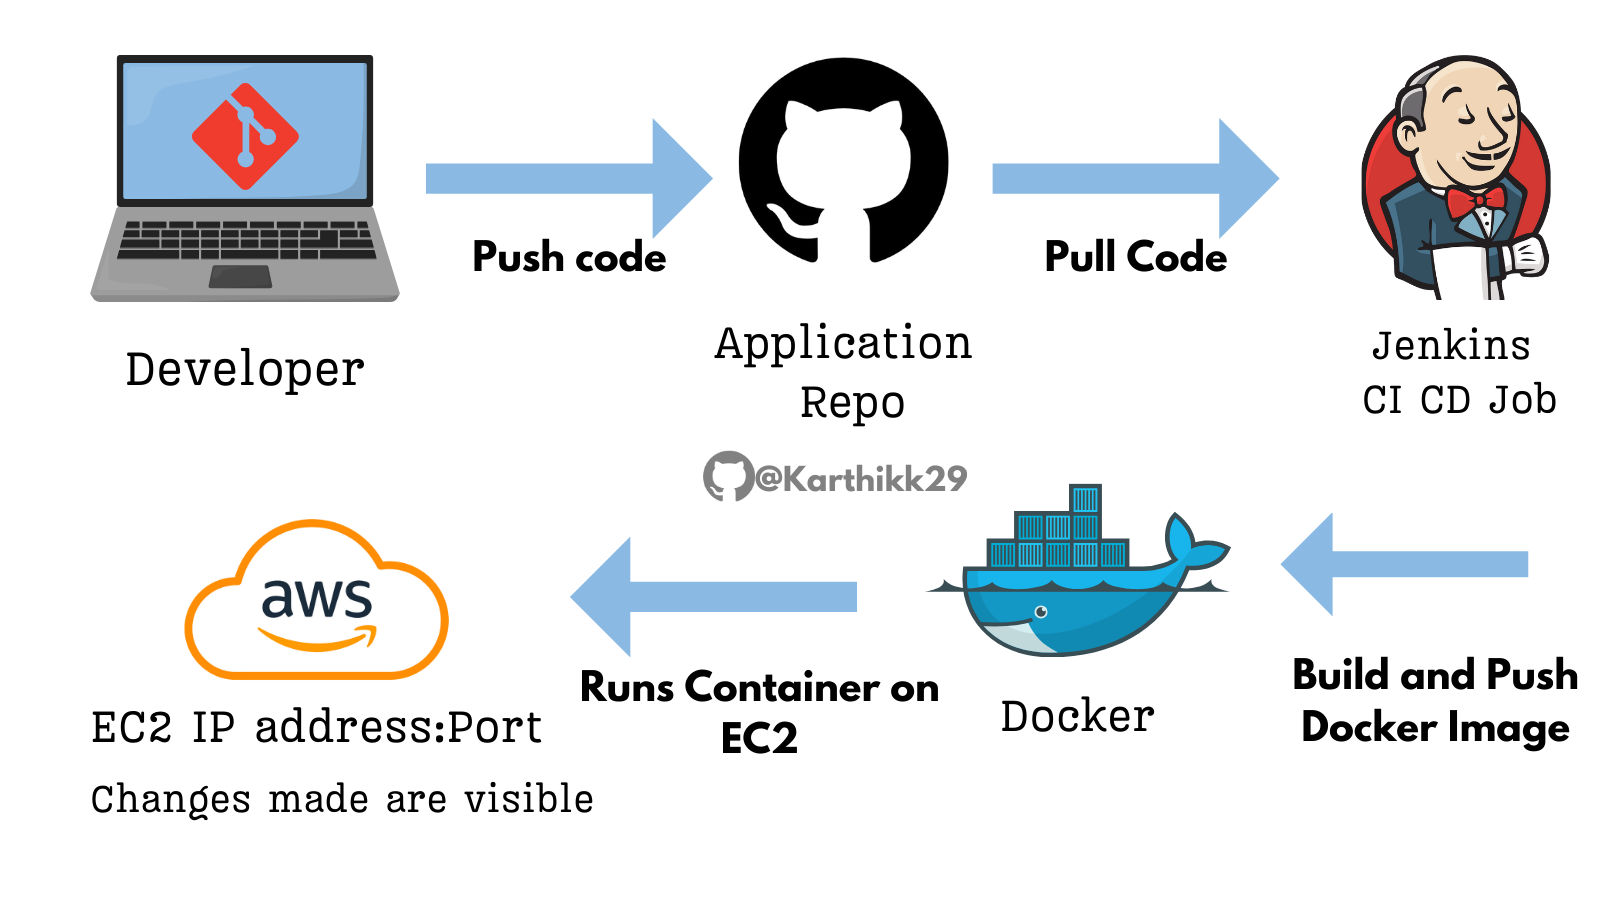 Push code
Pull Code
Developer
Application
Repo
Jenkins
CI CD Job
@Karthikk29
aws
EC2 IP address:Port
Changes made are visible
Runs Container on
EC2
Docker
Build and Push
Docker Image